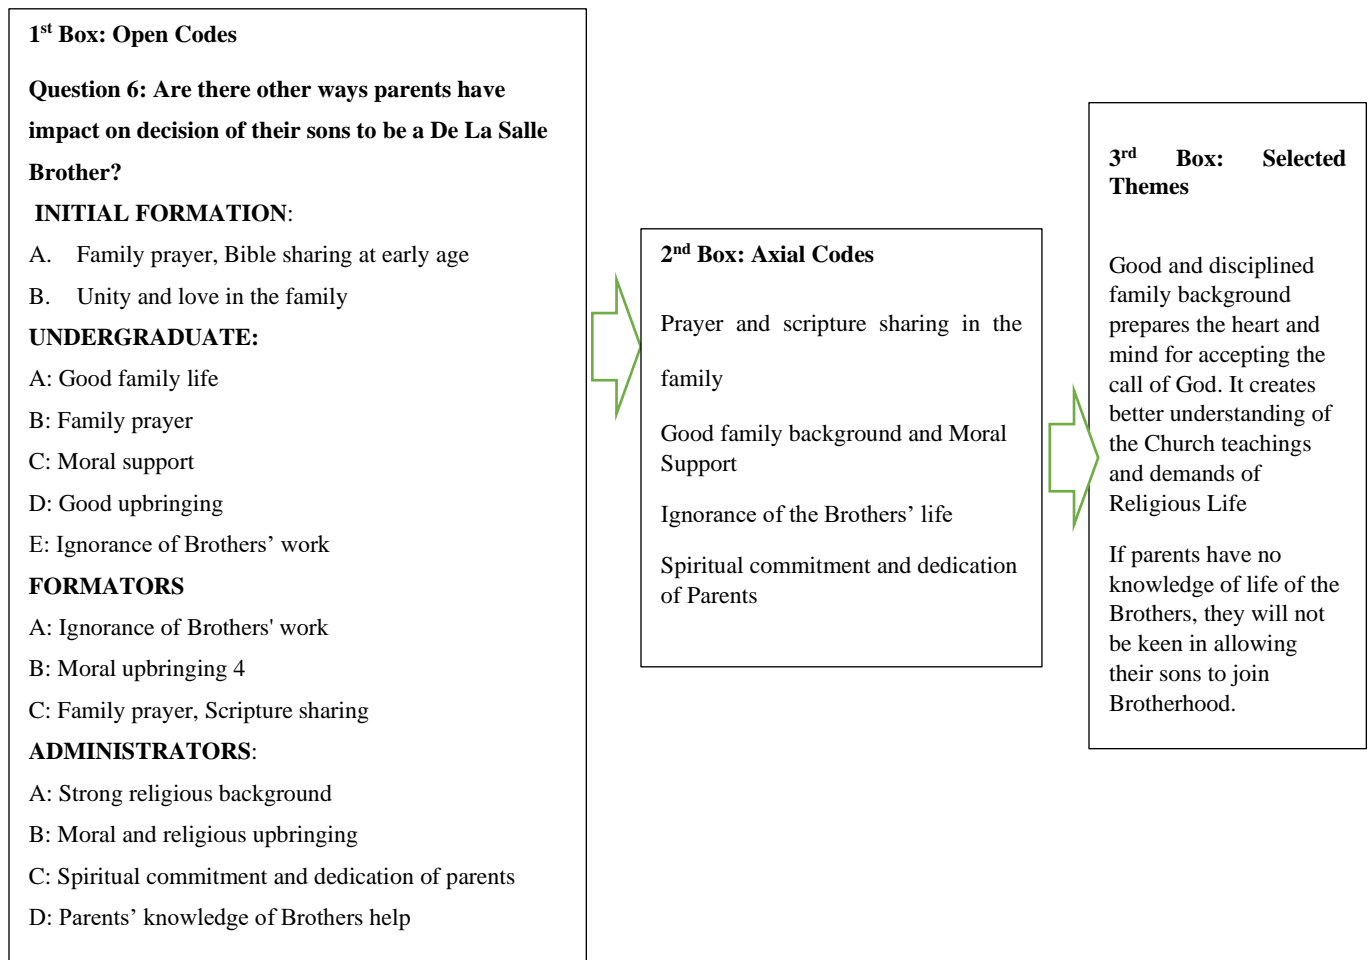 1st Box: Open Codes
Question 6: Are there other ways parents have
impact on decision of their sons to be a De La Salle
Brother?
INITIAL FORMATION:
A. Family prayer, Bible sharing at early age
B. Unity and love in the family
UNDERGRADUATE:
A: Good family life
B: Family prayer
C: Moral support
D: Good upbringing
E: Ignorance of Brothers’ work
FORMATORS
A: Ignorance of Brothers' work
B: Moral upbringing 4
C: Family prayer, Scripture sharing
ADMINISTRATORS:
A: Strong religious background
B: Moral and religious upbringing
C: Spiritual commitment and dedication of parents
D: Parents’ knowledge of Brothers help
2nd Box: Axial Codes
Prayer and scripture sharing in the
family
Good family background and Moral
Support
Ignorance of the Brothers’ life
Spiritual commitment and dedication
of Parents
3rd Box: Selected
Themes
Good and disciplined
family background
prepares the heart and
mind for accepting the
call of God. It creates
better understanding of
the Church teachings
and demands of
Religious Life
If parents have no
knowledge of life of the
Brothers, they will not
be keen in allowing
their sons to join
Brotherhood.